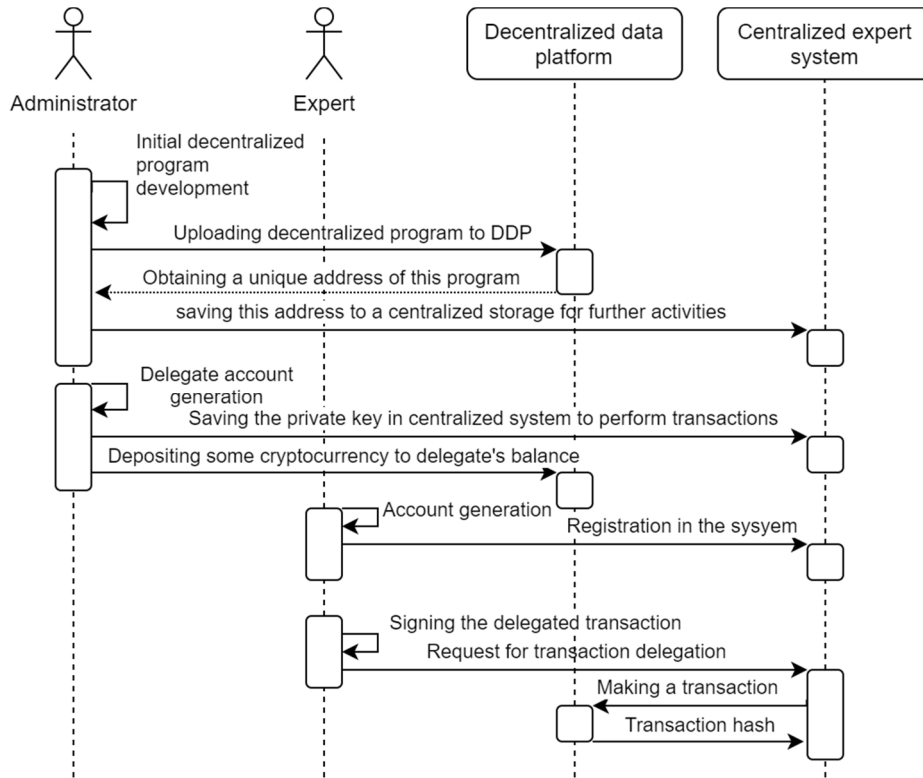 Administrator
Expert
Decentralized data
platform
Centralized expert
system
Initial decentralized
program
development
Uploading decentralized program to DDP
Obtaining a unique address of this program
saving this address to a centralized storage for further activities
Delegate account
generation
Saving the private key in centralized system to perform transactions
Depositing some cryptocurrency to delegate's balance
Account generation
Registration in the sysyem
Signing the delegated transaction
Request for transaction delegation
Making a transaction
Transaction hash